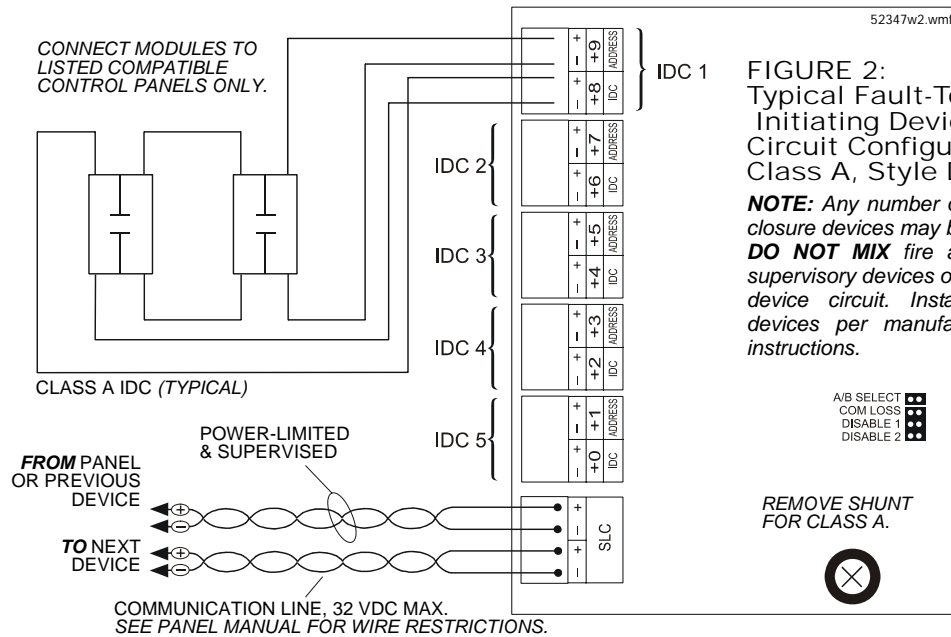 52347w2.wmf
CONNECT MODULES TO
LISTED COMPATIBLE
CONTROL PANELS ONLY.
+ - +9 ADDRESS
+ - +8 IDC
IDC 1
+ - +7 ADDRESS
+ - +6 IDC
IDC 2
+ - +5 ADDRESS
+ - +4 IDC
IDC 3
+ - +3 ADDRESS
+ - +2 IDC
IDC 4
+ - +1 ADDRESS
+ - +0 IDC
IDC 5
CLASS A IDC (TYPICAL)
POWER-LIMITED
& SUPERVISED
FROM PANEL
OR PREVIOUS
DEVICE
+
-
TO NEXT
DEVICE
+
-
+ - + - SLC
COMMUNICATION LINE, 32 VDC MAX.
SEE PANEL MANUAL FOR WIRE RESTRICTIONS.
FIGURE 2:
Typical Fault-To
Initiating Devi
Circuit Configu
Class A, Style
NOTE: Any number
closure devices may
DO NOT MIX fire
supervisory devices
device circuit. Insta
devices per manufa
instructions.
A/B SELECT
COM LOSS
DISABLE 1
DISABLE 2
REMOVE SHUNT
FOR CLASS A.